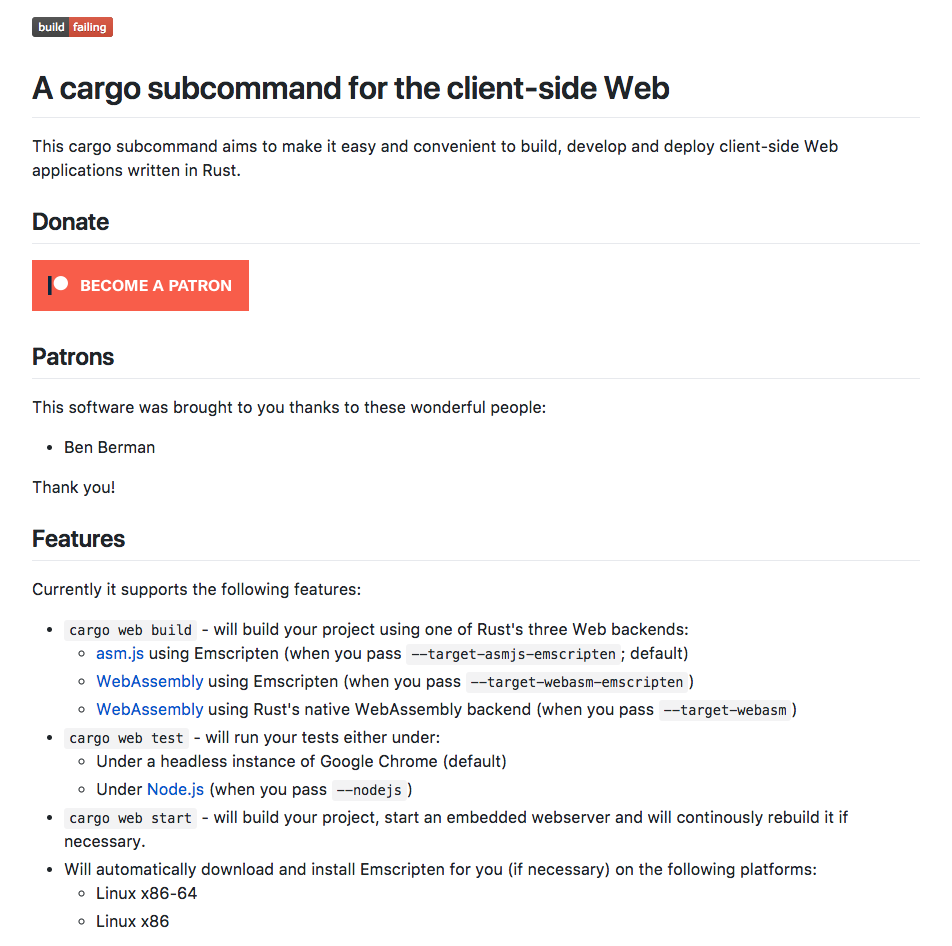 build failing
A cargo subcommand for the client-side Web
This cargo subcommand aims to make it easy and convenient to build, develop and deploy client-side Web
applications written in Rust.
Donate
BECOME A PATRON
Patrons
This software was brought to you thanks to these wonderful people:
• Ben Berman
Thank you!
Features
Currently it supports the following features:
• cargo web build - will build your project using one of Rust's three Web backends:
◦ asm.js using Emscripten (when you pass --target-asmjs-emscripten ; default)
◦ WebAssembly using Emscripten (when you pass --target-webasm-emscripten )
◦ WebAssembly using Rust's native WebAssembly backend (when you pass --target-webasm )
• cargo web test - will run your tests either under:
◦ Under a headless instance of Google Chrome (default)
◦ Under Node.js (when you pass --nodejs )
• cargo web start - will build your project, start an embedded webserver and will continously rebuild it if
necessary.
• Will automatically download and install Emscripten for you (if necessary) on the following platforms:
◦ Linux x86-64
◦ Linux x86